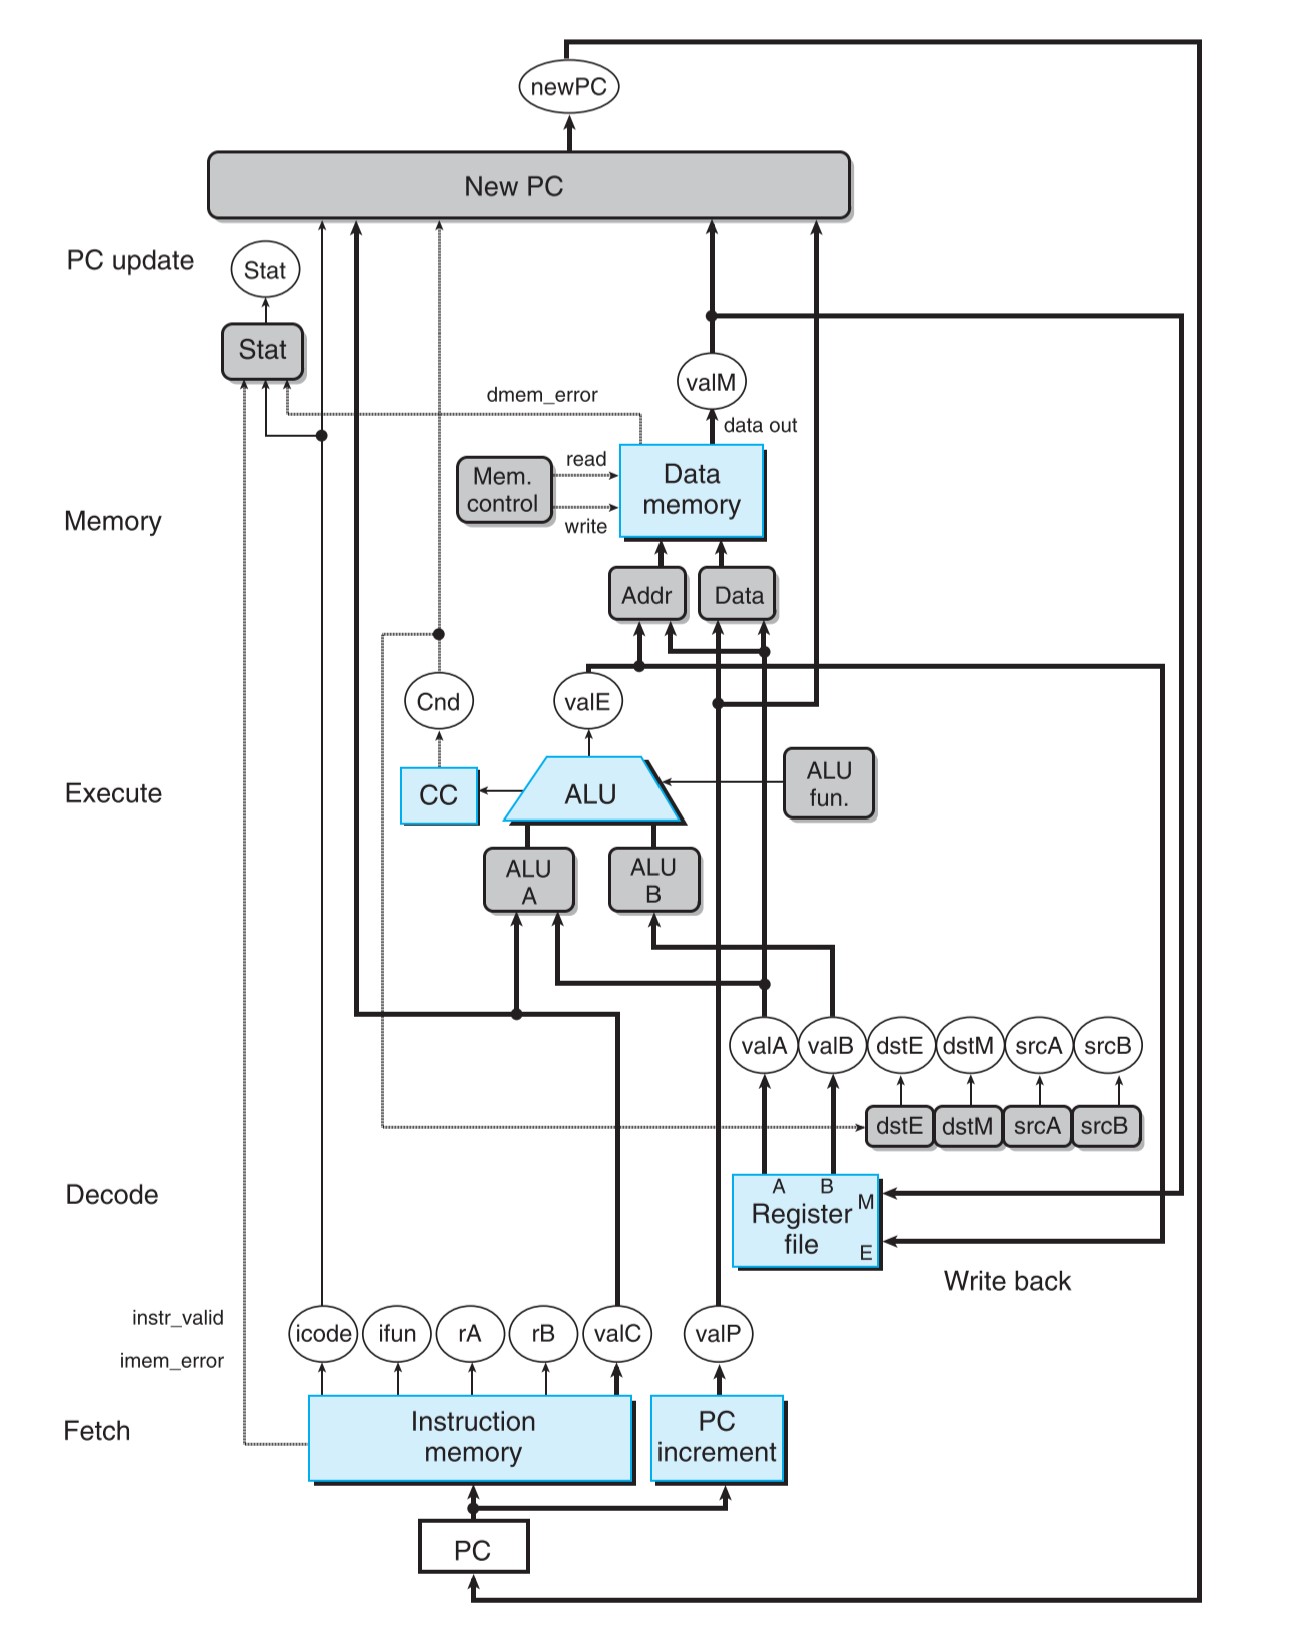 newPC
New PC
PC update
Stat
Stat
valM
dmem_error
data out
read
Mem.
control
Data
memory
write
Memory
Addr
Data
Cnd
valE
ALU
fun.
CC
ALU
Execute
ALU
A
ALU
B
valA
valB
dstE
dstM
srcA
srcB
dstE
dstM
srcA
srcB
Decode
A
B
M
Register
file
E
Write back
instr_valid
icode
ifun
rA
rB
valC
valP
imem_error
Fetch
Instruction
memory
PC
increment
PC